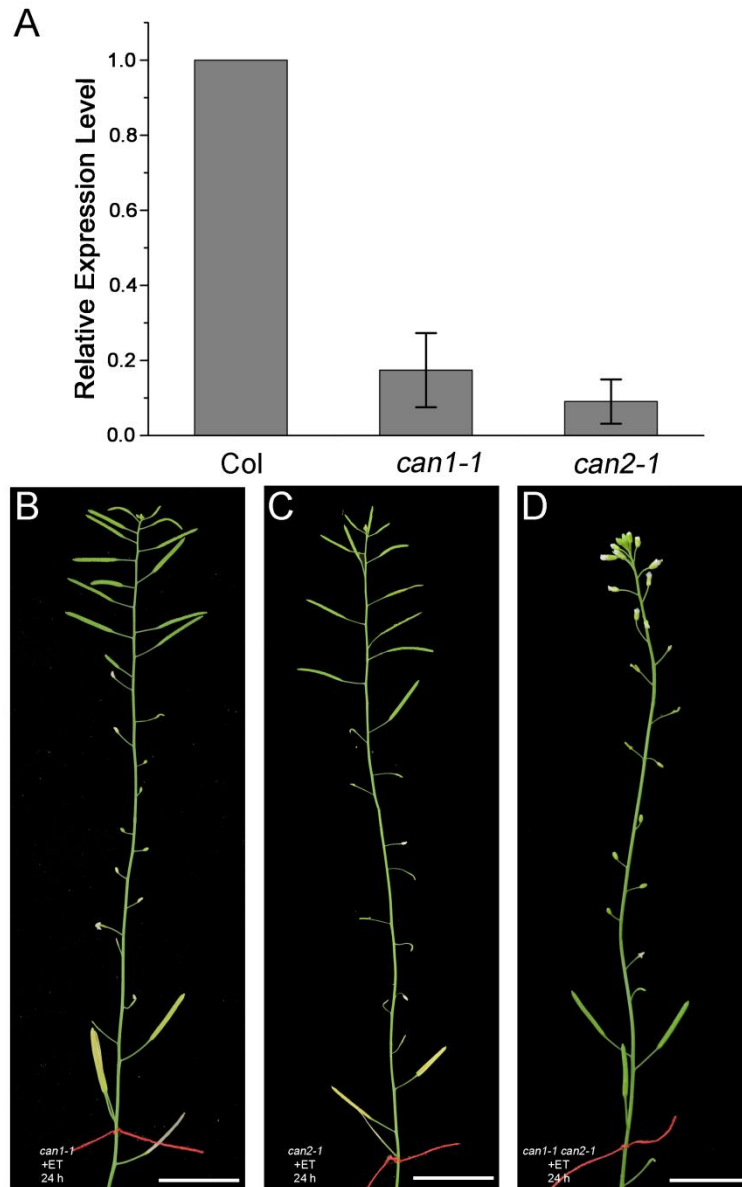 A
Relative Expression Level
1.0
0.8
0.6
0.4
0.2
0.0
Col can1-1 can2-1
B
C
D
can1-1
+ET
24 h
can2-1
+ET
24 h
can1-1 can2-1
+ET
24 h